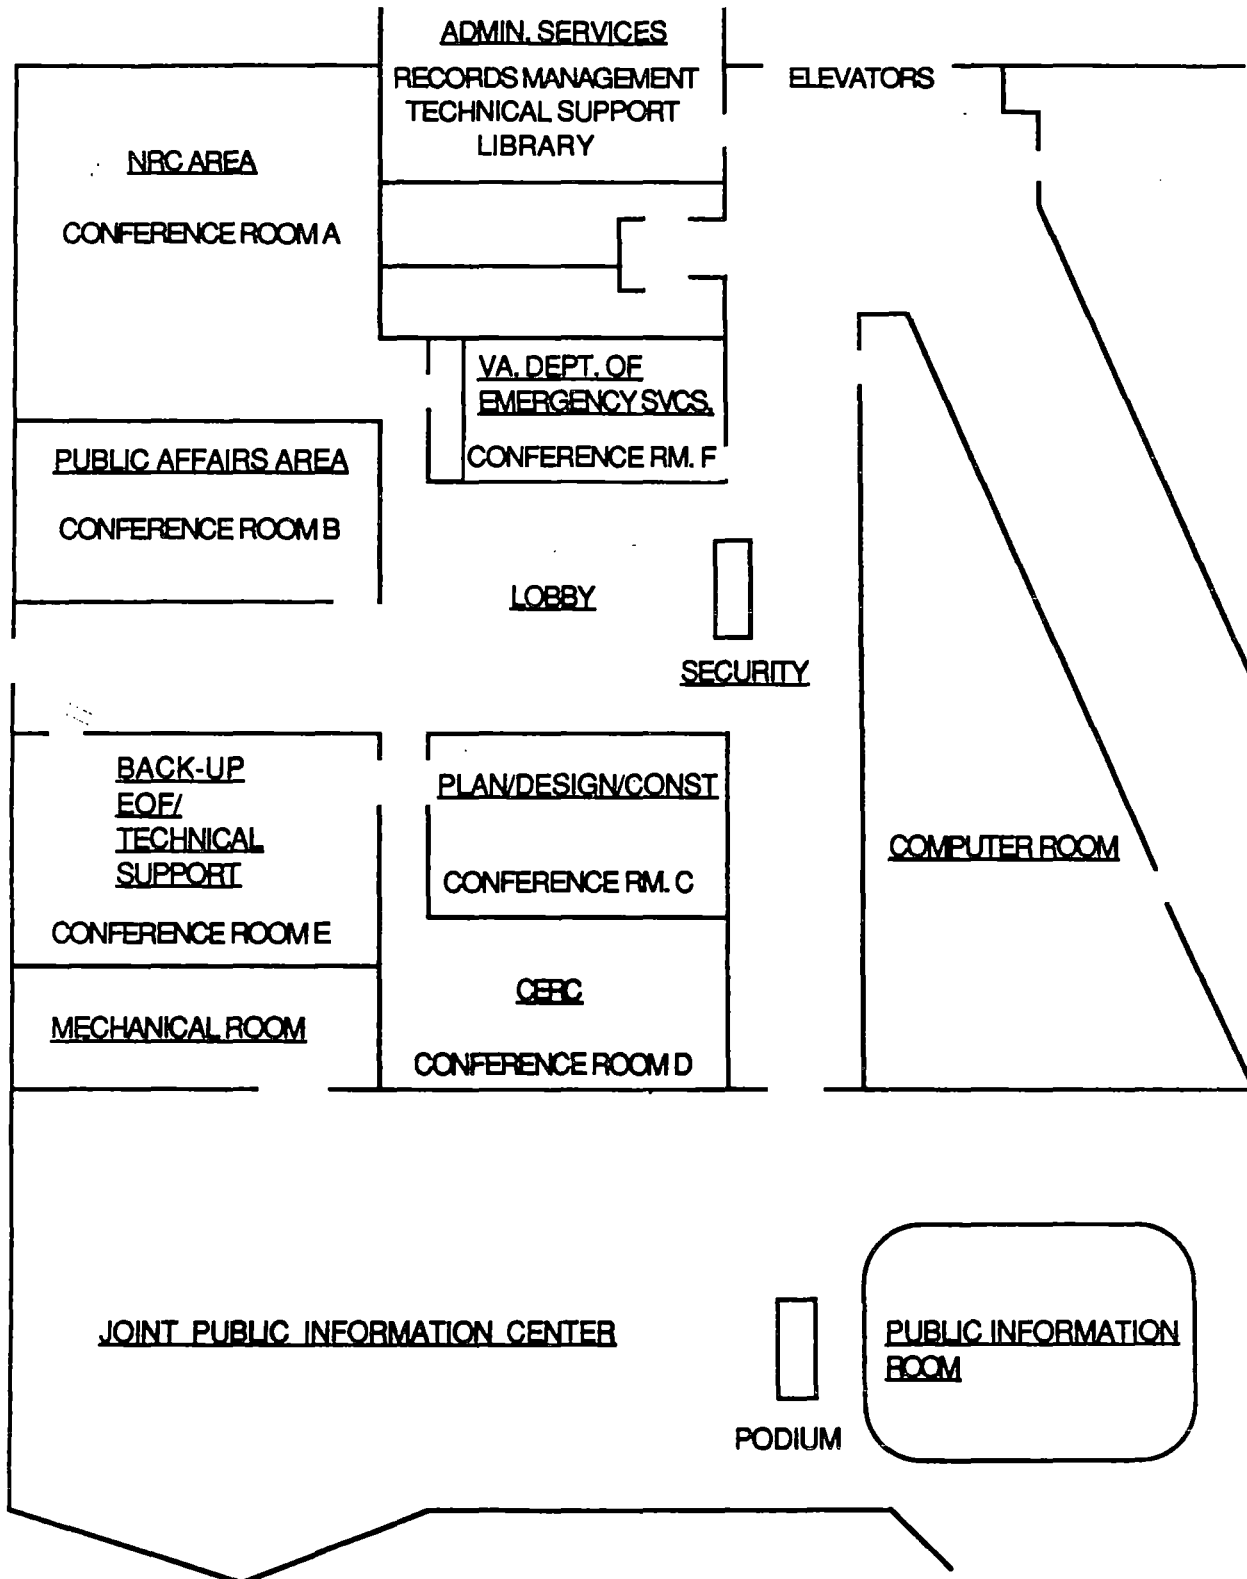 ADMIN. SERVICES
RECORDS MANAGEMENT
TECHNICAL SUPPORT
LIBRARY
ELEVATORS
NRC AREA
CONFERENCE ROOM A
VA. DEPT. OF
EMERGENCY SVCS.
CONFERENCE RM. F
PUBLIC AFFAIRS AREA
CONFERENCE ROOM B
LOBBY
SECURITY
BACK-UP
EOF/
TECHNICAL
SUPPORT
CONFERENCE ROOM E
PLAN/DESIGN/CONST
CONFERENCE RM. C
COMPUTER ROOM
MECHANICAL ROOM
CERC
CONFERENCE ROOM D
JOINT PUBLIC INFORMATION CENTER
PODIUM
PUBLIC INFORMATION
ROOM